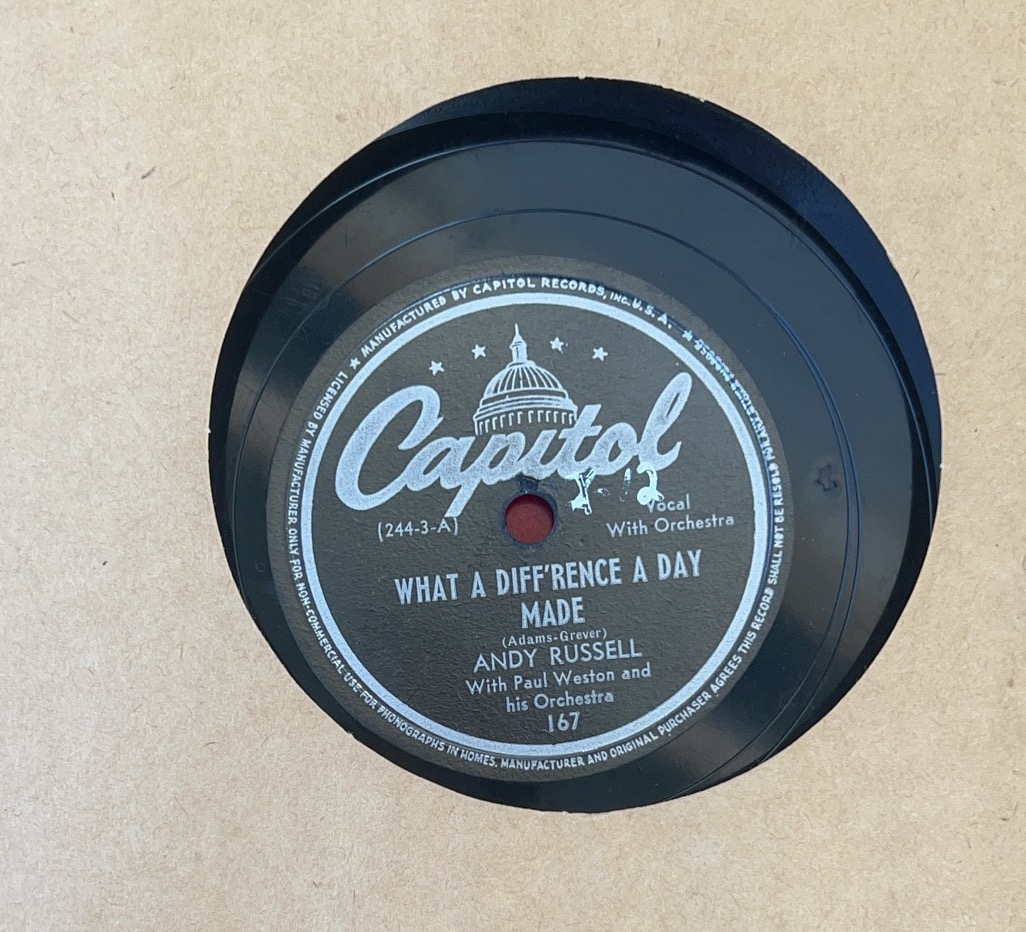 LICENSED BY MANUFACTURER ONLY FOR NON-COMMERCIAL USE FOR PHONOGRAPHS IN HOMES. MANUFACTURER AND ORIGINAL PURCHASER AGREES THIS RECORD SHALL NOT BE RESOLD
MANUFACTURED BY CAPITOL RECORDS, INC. U. S. A.
Capitol
(244-3-A)
Vocal
With Orchestra
WHAT A DIFF'RENCE A DAY
MADE
(Adams-Grever)
ANDY RUSSELL
With Paul Weston and
his Orchestra
167